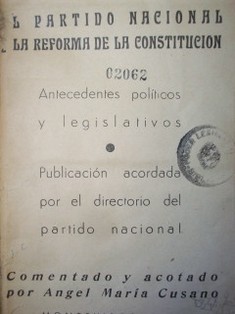 L PARTIDO NACIONAL
LA REFORMA DE LA CONSTITUCION
02062
Antecedentes políticos
y legislativos
Publicación acordada
por el directorio del
partido nacional
Comentado y acotado
por Angel María Cusano